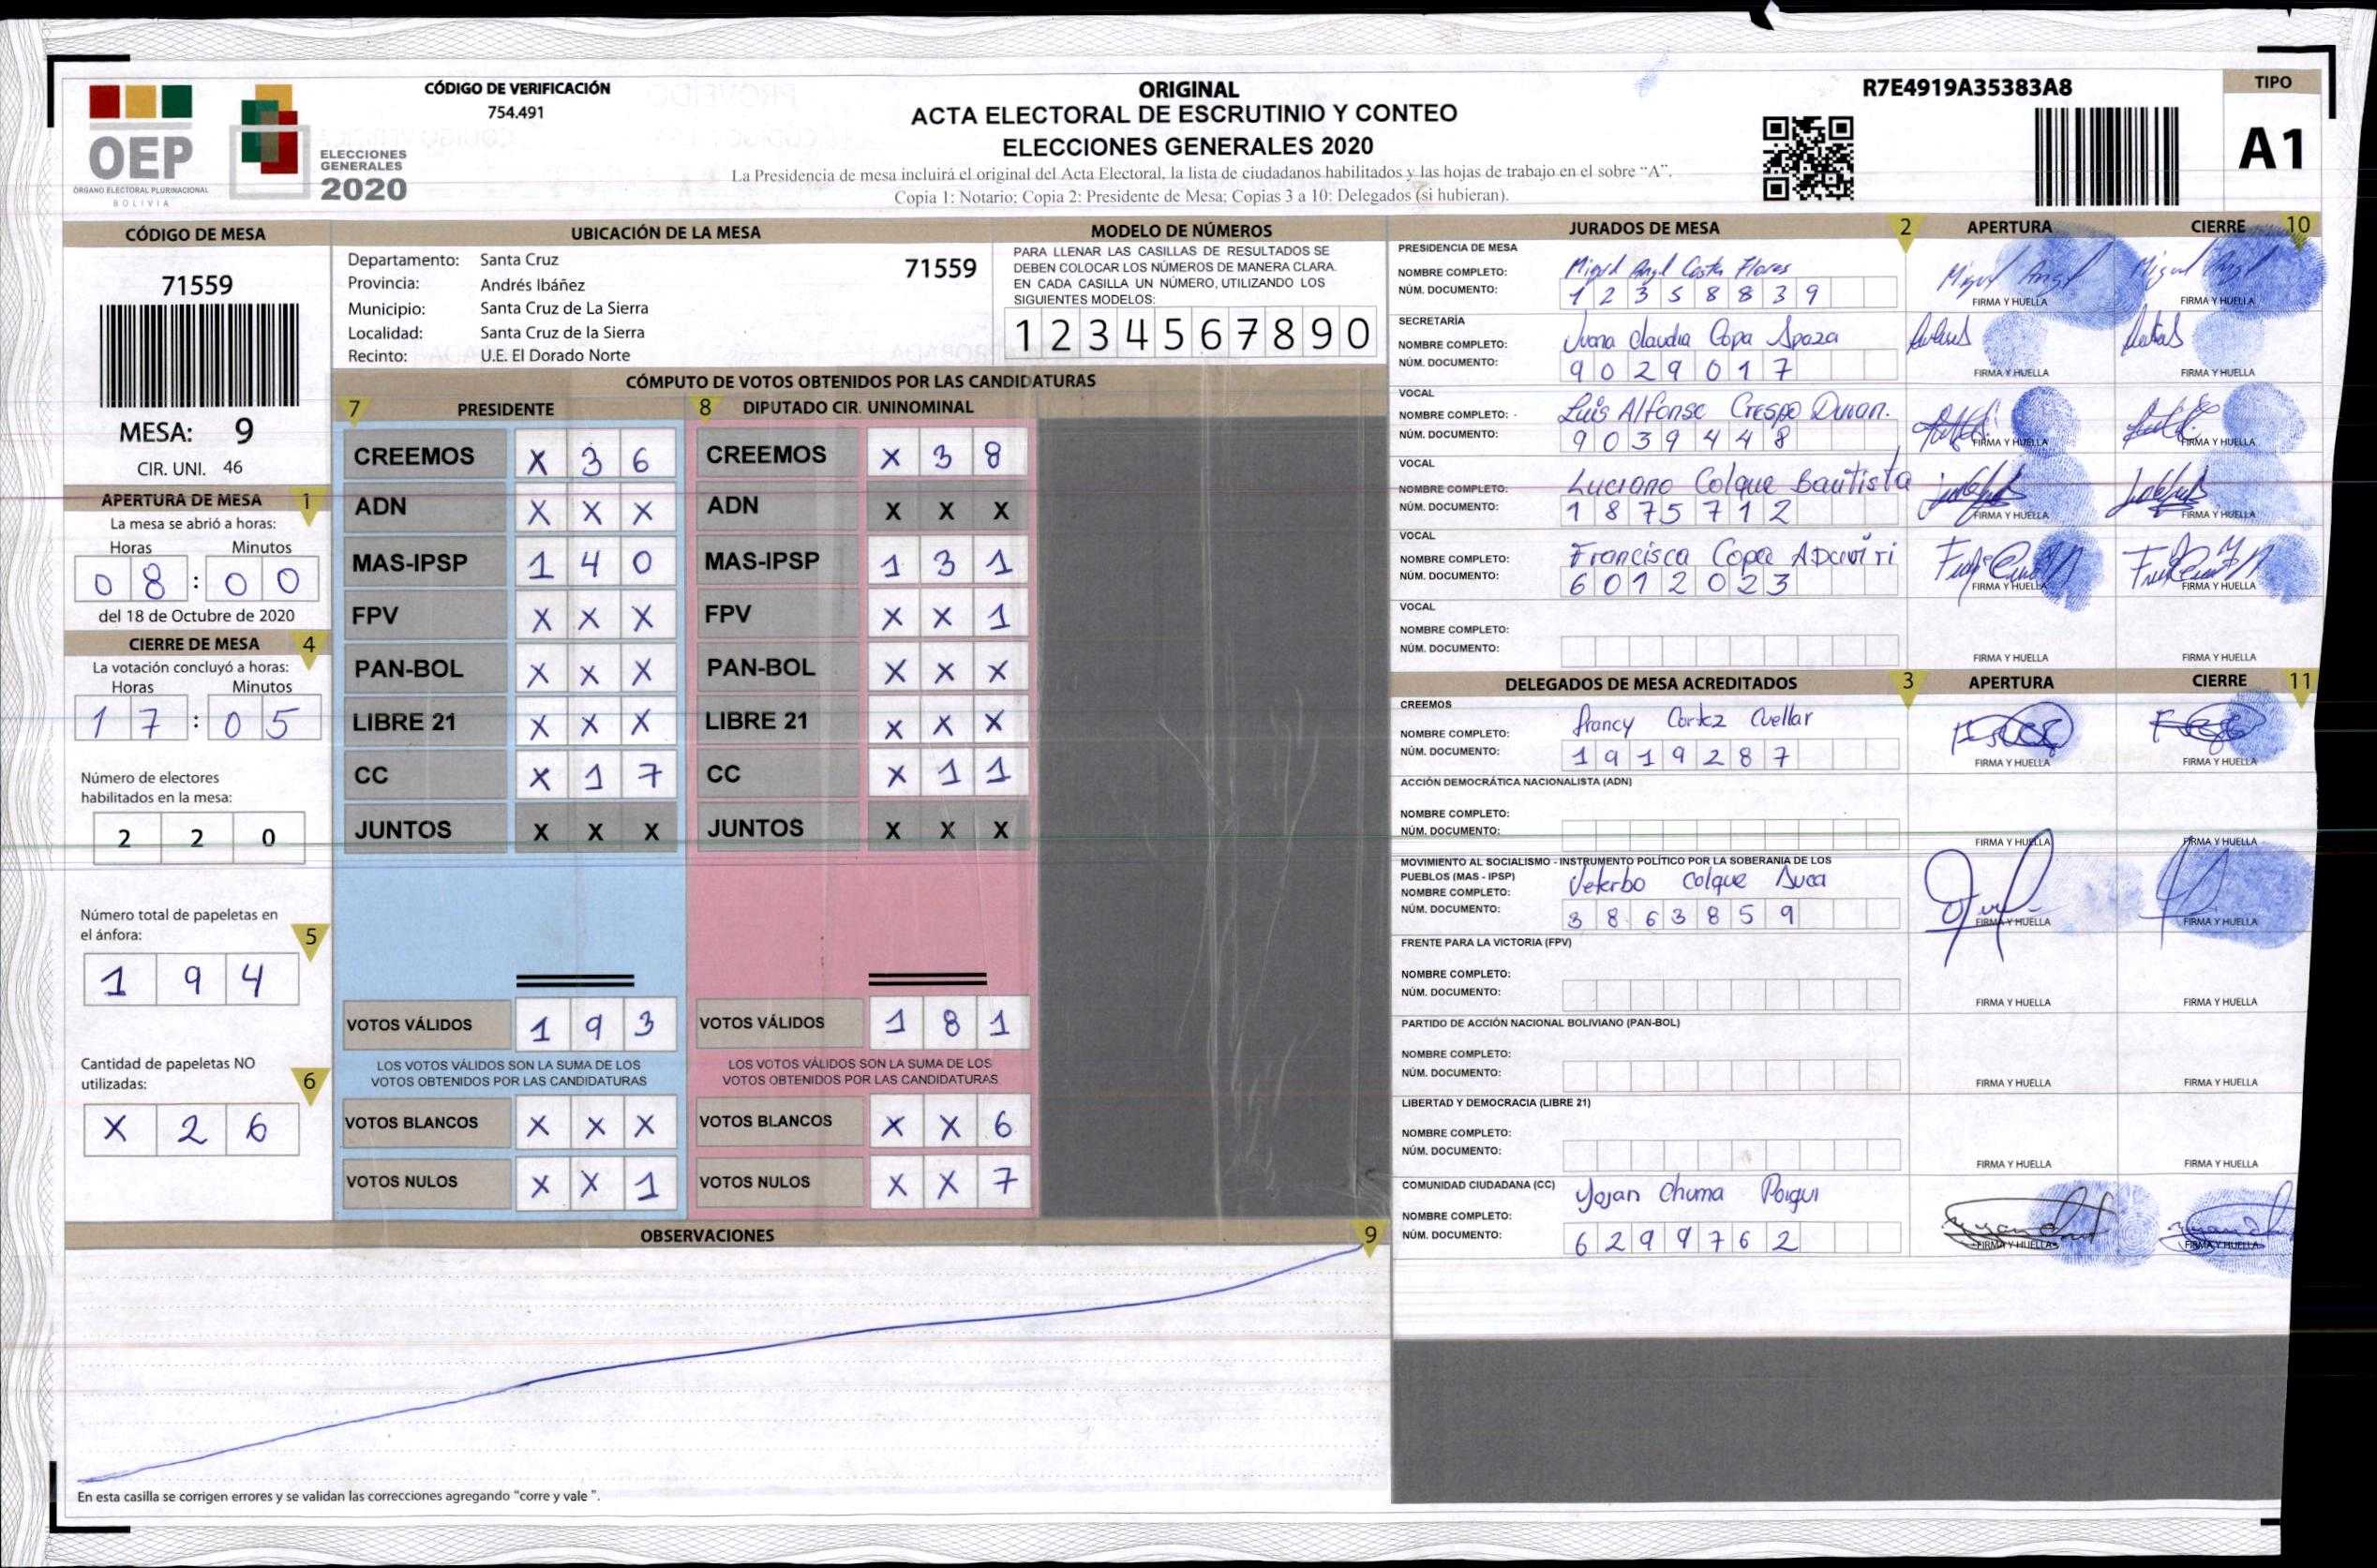 OEP
ÓRGANO ELECTORAL PLURINACIONAL
BOLIVIA
ELECCIONES
GENERALES
2020
CÓDIGO DE VERIFICACIÓN
754.491
ORIGINAL
ACTA ELECTORAL DE ESCRUTINIO Y CONTEO
ELECCIONES GENERALES 2020
La Presidencia de mesa incluirá el original del Acta Electoral, la lista de ciudadanos habilitados y las hojas de trabajo en el sobre "A".
Copia 1: Notario; Copia 2: Presidente de Mesa; Copias 3 a 10: Delegados (si hubieran).
R7E4919A35383A8
TIPO
A1
CÓDIGO DE MESA
71559
MESA: 9
CIR. UNI. 46
APERTURA DE MESA 1
La mesa se abrió a horas:
Horas Minutos
0 8 : 0 0
del 18 de Octubre de 2020
CIERRE DE MESA 4
La votación concluyó a horas:
Horas Minutos
1 7 : 0 5
Número de electores
habilitados en la mesa:
2 2 0
Número total de papeletas en
el ánfora: 5
1 9 4
Cantidad de papeletas NO
utilizadas: 6
X 2 6
UBICACIÓN DE LA MESA
Departamento: Santa Cruz 71559
Provincia: Andrés Ibáñez
Municipio: Santa Cruz de La Sierra
Localidad: Santa Cruz de la Sierra
Recinto: U.E. El Dorado Norte
MODELO DE NÚMEROS
PARA LLENAR LAS CASILLAS DE RESULTADOS SE
DEBEN COLOCAR LOS NÚMEROS DE MANERA CLARA.
EN CADA CASILLA UN NÚMERO, UTILIZANDO LOS
SIGUIENTES MODELOS:
1 2 3 4 5 6 7 8 9 0
CÓMPUTO DE VOTOS OBTENIDOS POR LAS CANDIDATURAS
7 PRESIDENTE
CREEMOS X 3 6
ADN X X X
MAS-IPSP 1 4 0
FPV X X X
PAN-BOL X X X
LIBRE 21 X X X
CC X 1 7
JUNTOS X X X
VOTOS VÁLIDOS 1 9 3
LOS VOTOS VÁLIDOS SON LA SUMA DE LOS
VOTOS OBTENIDOS POR LAS CANDIDATURAS
VOTOS BLANCOS X X X
VOTOS NULOS X X 1
8 DIPUTADO CIR. UNINOMINAL
CREEMOS X 3 8
ADN X X X
MAS-IPSP 1 3 1
FPV X X 1
PAN-BOL X X X
LIBRE 21 X X X
CC X 1 1
JUNTOS X X X
VOTOS VÁLIDOS 1 8 1
LOS VOTOS VÁLIDOS SON LA SUMA DE LOS
VOTOS OBTENIDOS POR LAS CANDIDATURAS
VOTOS BLANCOS X X 6
VOTOS NULOS X X 7
OBSERVACIONES 9
En esta casilla se corrigen errores y se validan las correcciones agregando "corre y vale ".
JURADOS DE MESA 2 APERTURA CIERRE 10
PRESIDENCIA DE MESA
NOMBRE COMPLETO: Miguel Angel Costa Flores
NÚM. DOCUMENTO: 1 2 3 5 8 8 3 9
FIRMA Y HUELLA FIRMA Y HUELLA
SECRETARÍA
NOMBRE COMPLETO: Juana Claudia Copa Apaza
NÚM. DOCUMENTO: 9 0 2 9 0 1 7
FIRMA Y HUELLA FIRMA Y HUELLA
VOCAL
NOMBRE COMPLETO: Luis Alfonso Crespo Duran.
NÚM. DOCUMENTO: 9 0 3 9 4 4 8
FIRMA Y HUELLA FIRMA Y HUELLA
VOCAL
NOMBRE COMPLETO: Luciano Colque Bautista
NÚM. DOCUMENTO: 1 8 7 5 7 1 2
FIRMA Y HUELLA FIRMA Y HUELLA
VOCAL
NOMBRE COMPLETO: Francisca Copa
NÚM. DOCUMENTO: 6 0 1 2 0 2 3
FIRMA Y HUELLA FIRMA Y HUELLA
VOCAL
NOMBRE COMPLETO:
NÚM. DOCUMENTO:
FIRMA Y HUELLA FIRMA Y HUELLA
DELEGADOS DE MESA ACREDITADOS 3 APERTURA CIERRE 11
CREEMOS
NOMBRE COMPLETO: Cortez Cuellar
NÚM. DOCUMENTO: 1 9 1 9 2 8 7
FIRMA Y HUELLA FIRMA Y HUELLA
ACCIÓN DEMOCRÁTICA NACIONALISTA (ADN)
NOMBRE COMPLETO:
NÚM. DOCUMENTO:
FIRMA Y HUELLA FIRMA Y HUELLA
MOVIMIENTO AL SOCIALISMO - INSTRUMENTO POLÍTICO POR LA SOBERANIA DE LOS
PUEBLOS (MAS - IPSP)
NOMBRE COMPLETO: Veterbo Colque
NÚM. DOCUMENTO: 3 8 6 3 8 5 9
FIRMA Y HUELLA FIRMA Y HUELLA
FRENTE PARA LA VICTORIA (FPV)
NOMBRE COMPLETO:
NÚM. DOCUMENTO:
FIRMA Y HUELLA FIRMA Y HUELLA
PARTIDO DE ACCIÓN NACIONAL BOLIVIANO (PAN-BOL)
NOMBRE COMPLETO:
NÚM. DOCUMENTO:
FIRMA Y HUELLA FIRMA Y HUELLA
LIBERTAD Y DEMOCRACIA (LIBRE 21)
NOMBRE COMPLETO:
NÚM. DOCUMENTO:
FIRMA Y HUELLA FIRMA Y HUELLA
COMUNIDAD CIUDADANA (CC)
NOMBRE COMPLETO: Yojan Chuma
NÚM. DOCUMENTO: 6 2 9 9 7 6 2
FIRMA Y HUELLA FIRMA Y HUELLA